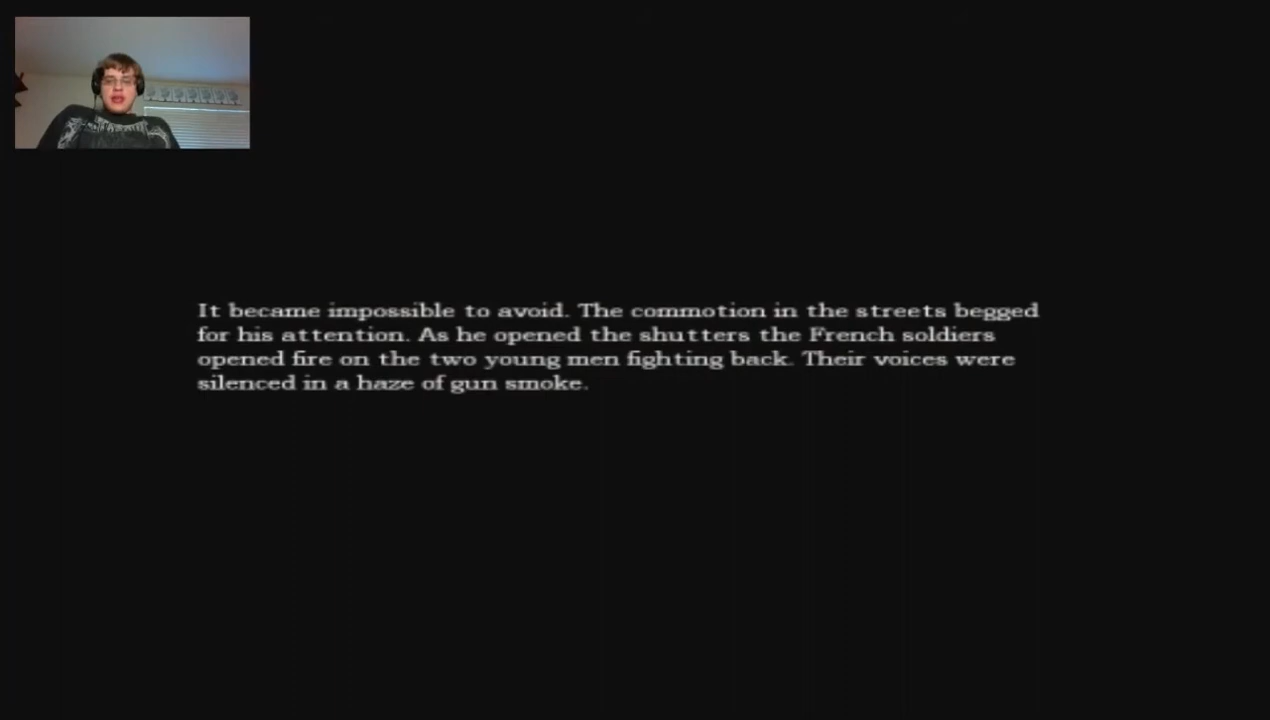 It became impossible to avoid. The commotion in the streets begged
for his attention. As he opened the shutters the French soldiers
opened fire on the two young men fighting back. Their voices were
silenced in a haze of gun smoke.